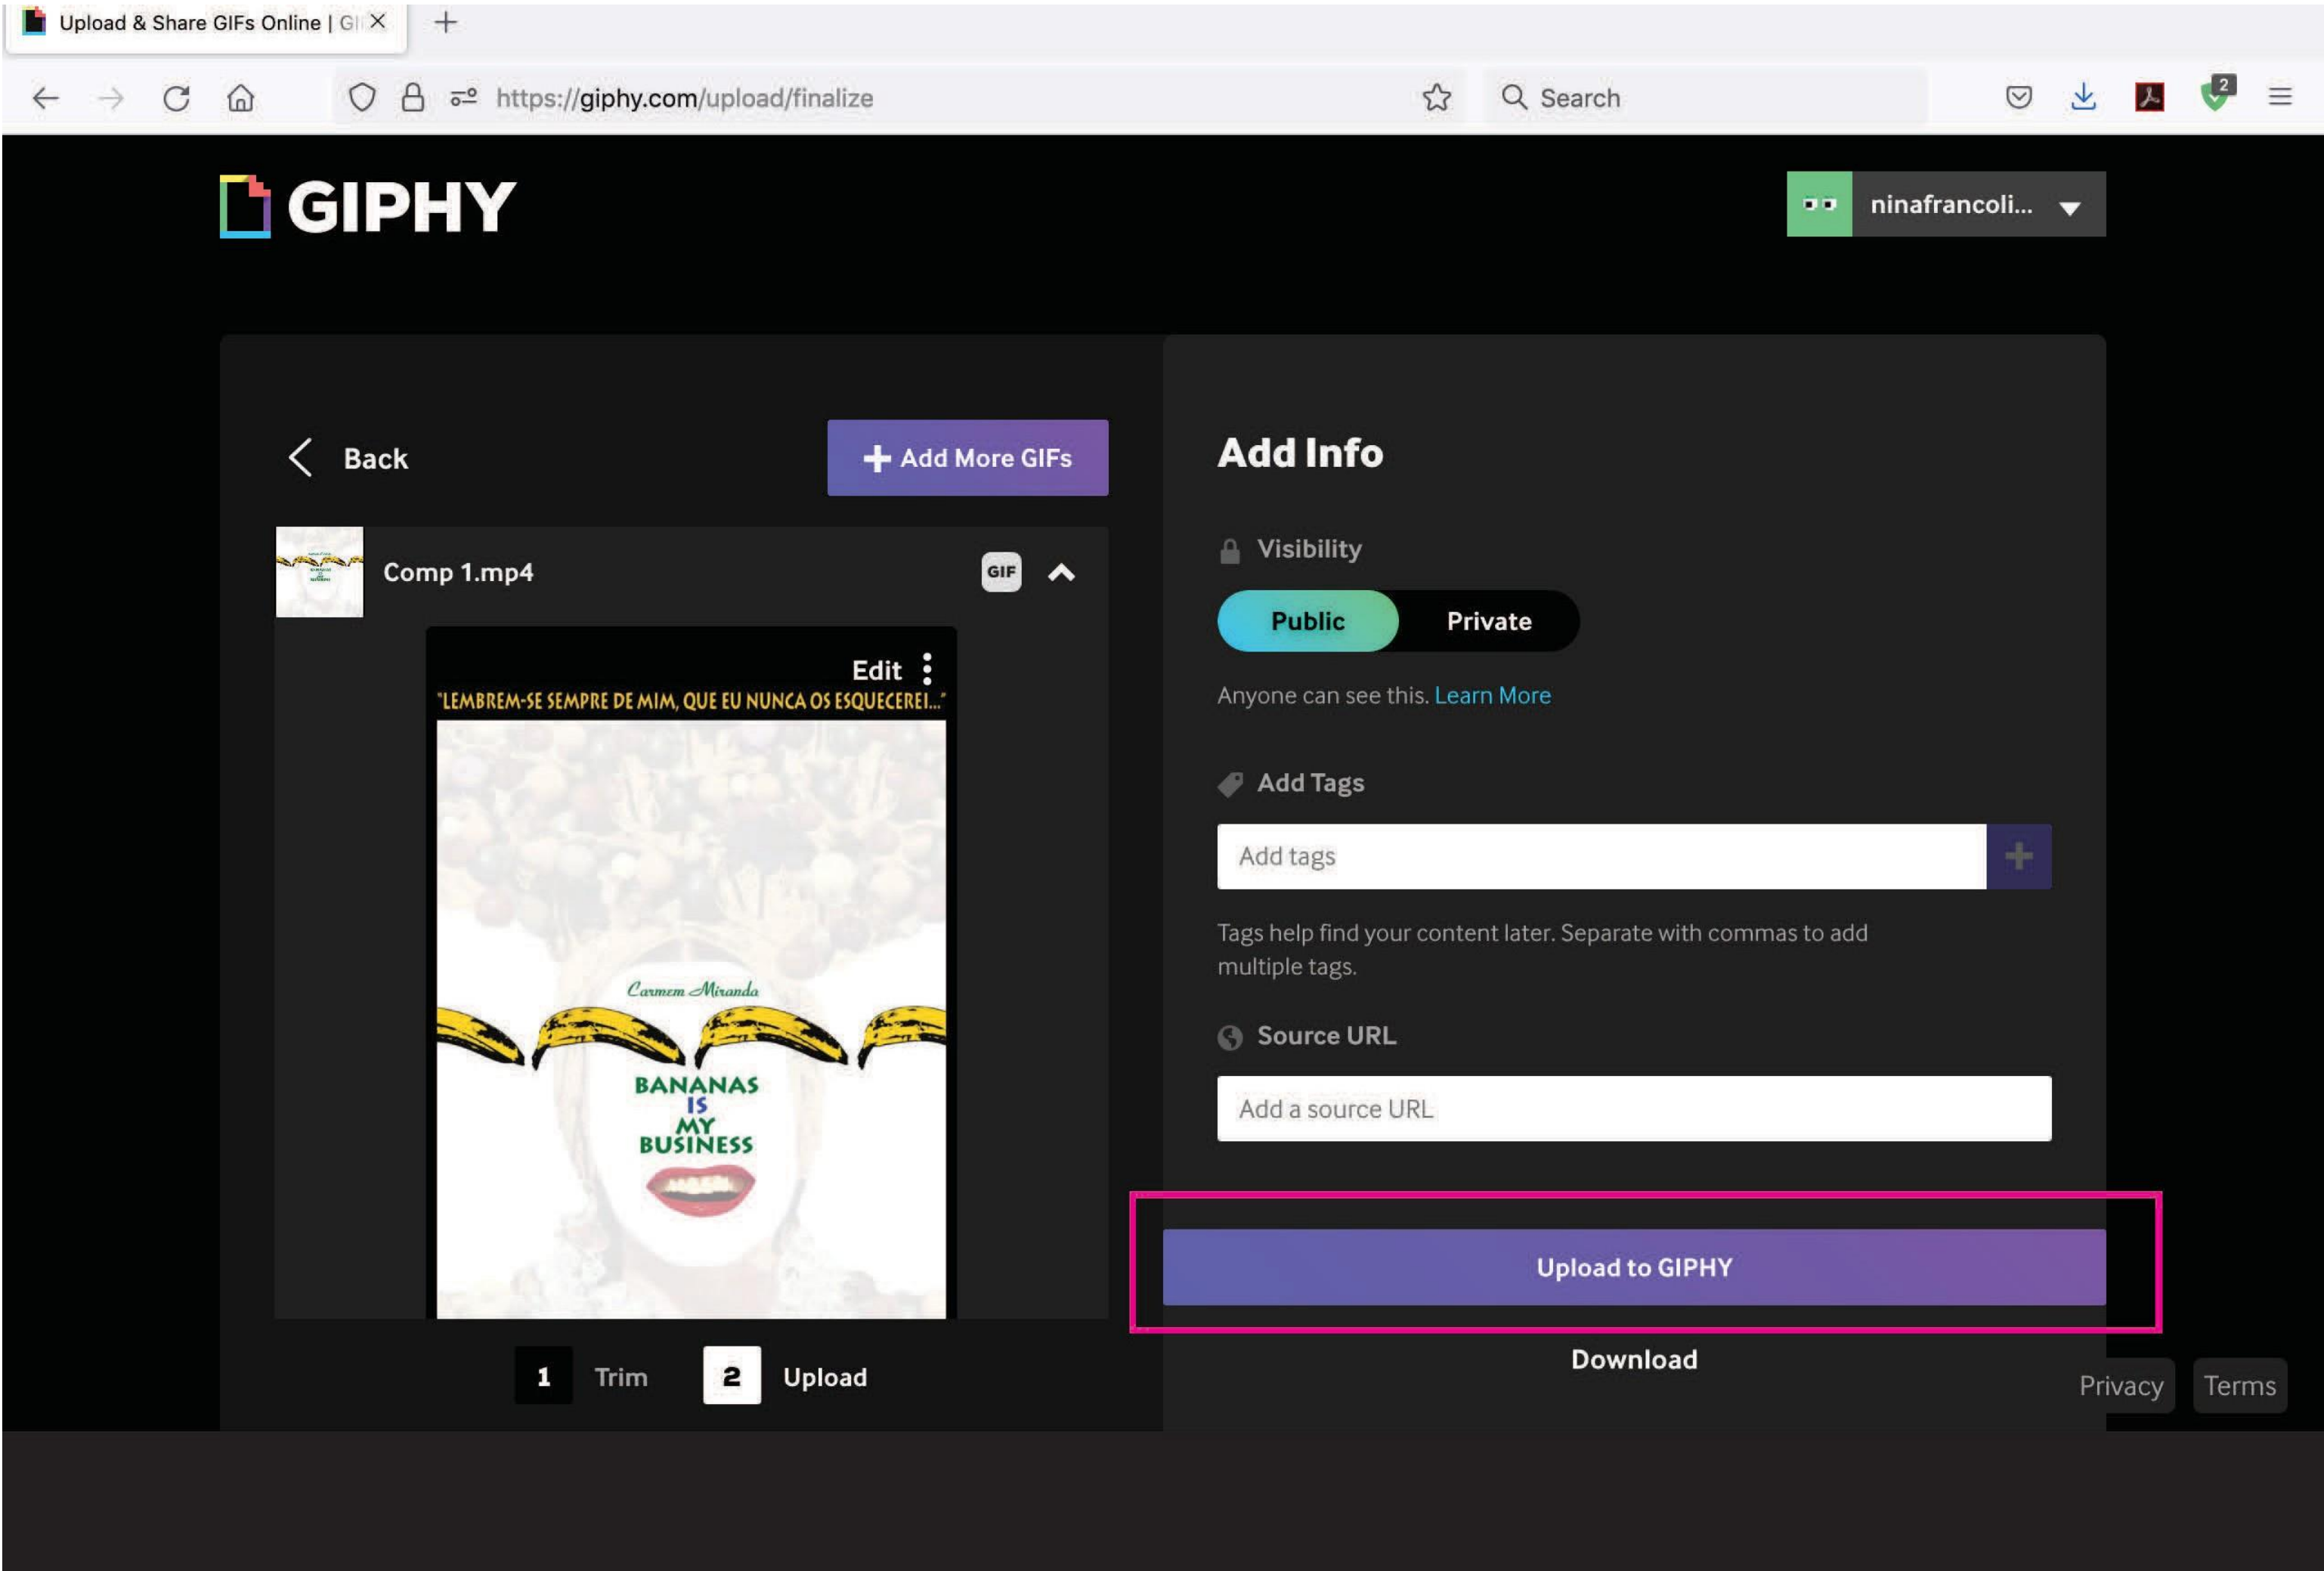 Upload & Share GIFs Online | GI
https://giphy.com/upload/finalize
Search
2
GIPHY
ninafrancoli...
Back
Add More GIFs
Comp 1.mp4
GIF
Edit
"LEMBREM-SE SEMPRE DE MIM, QUE EU NUNCA OS ESQUECEREI..."
Carmem Miranda
BANANAS
IS
MY
BUSINESS
1 Trim 2 Upload
Add Info
Visibility
Public Private
Anyone can see this. Learn More
Add Tags
Add tags
Tags help find your content later. Separate with commas to add
multiple tags.
Source URL
Add a source URL
Upload to GIPHY
Download
Privacy Terms